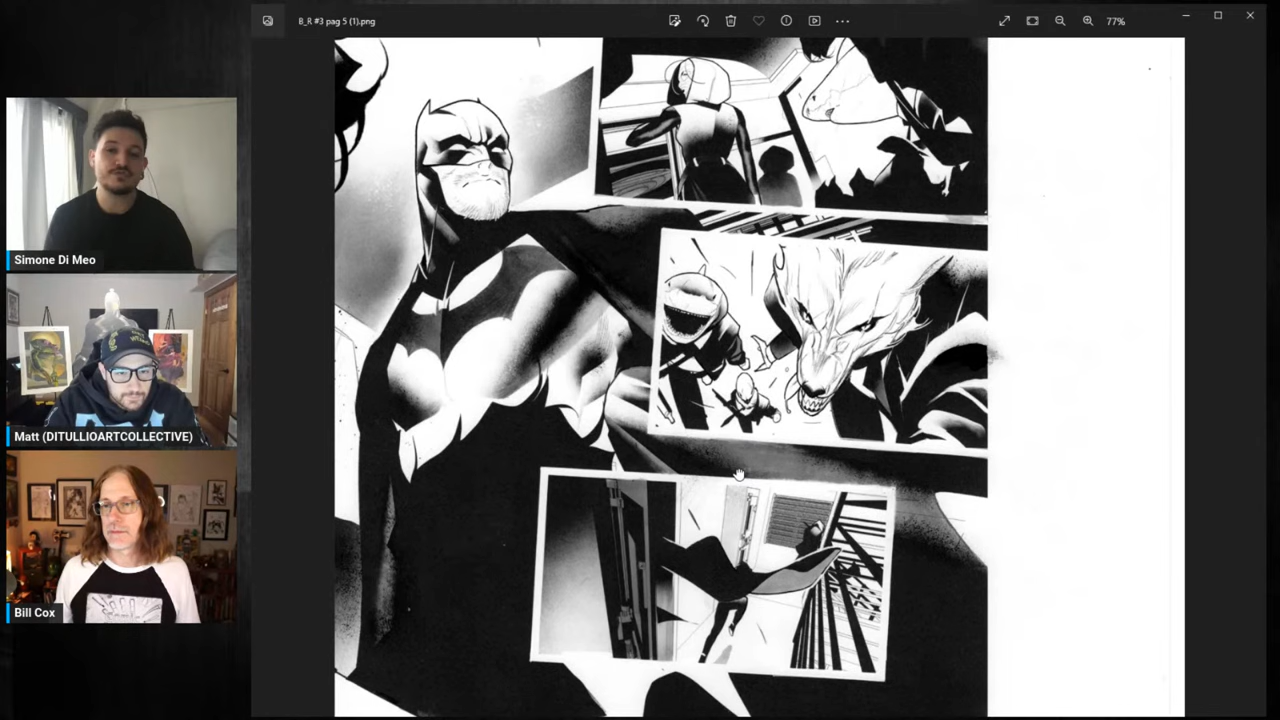 B_R #3 pag 5 (1).png
77%
Simone Di Meo
Matt (DITULLIOARTCOLLECTIVE)
Bill Cox